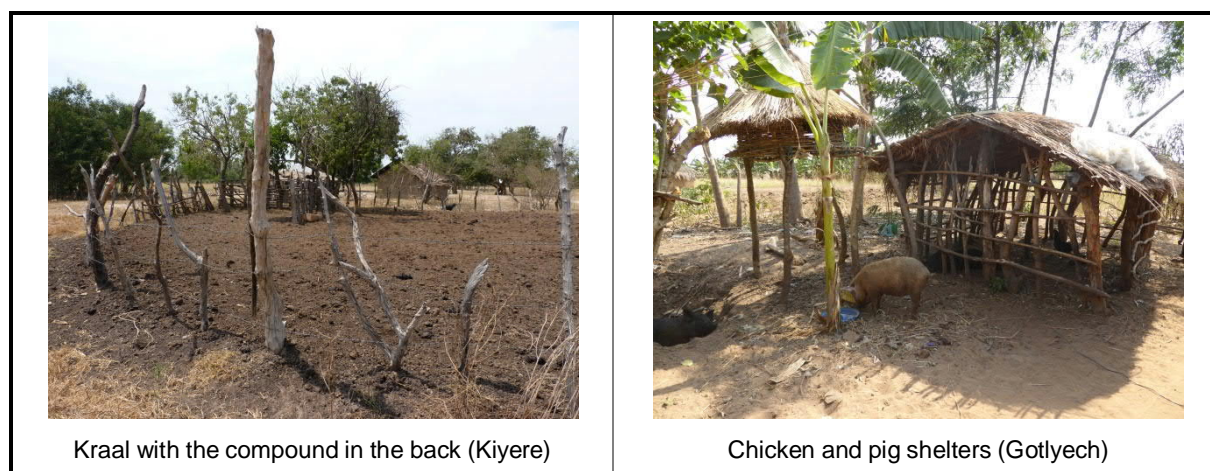 Kraal with the compound in the back (Kiyere)
Chicken and pig shelters (Gotlyech)